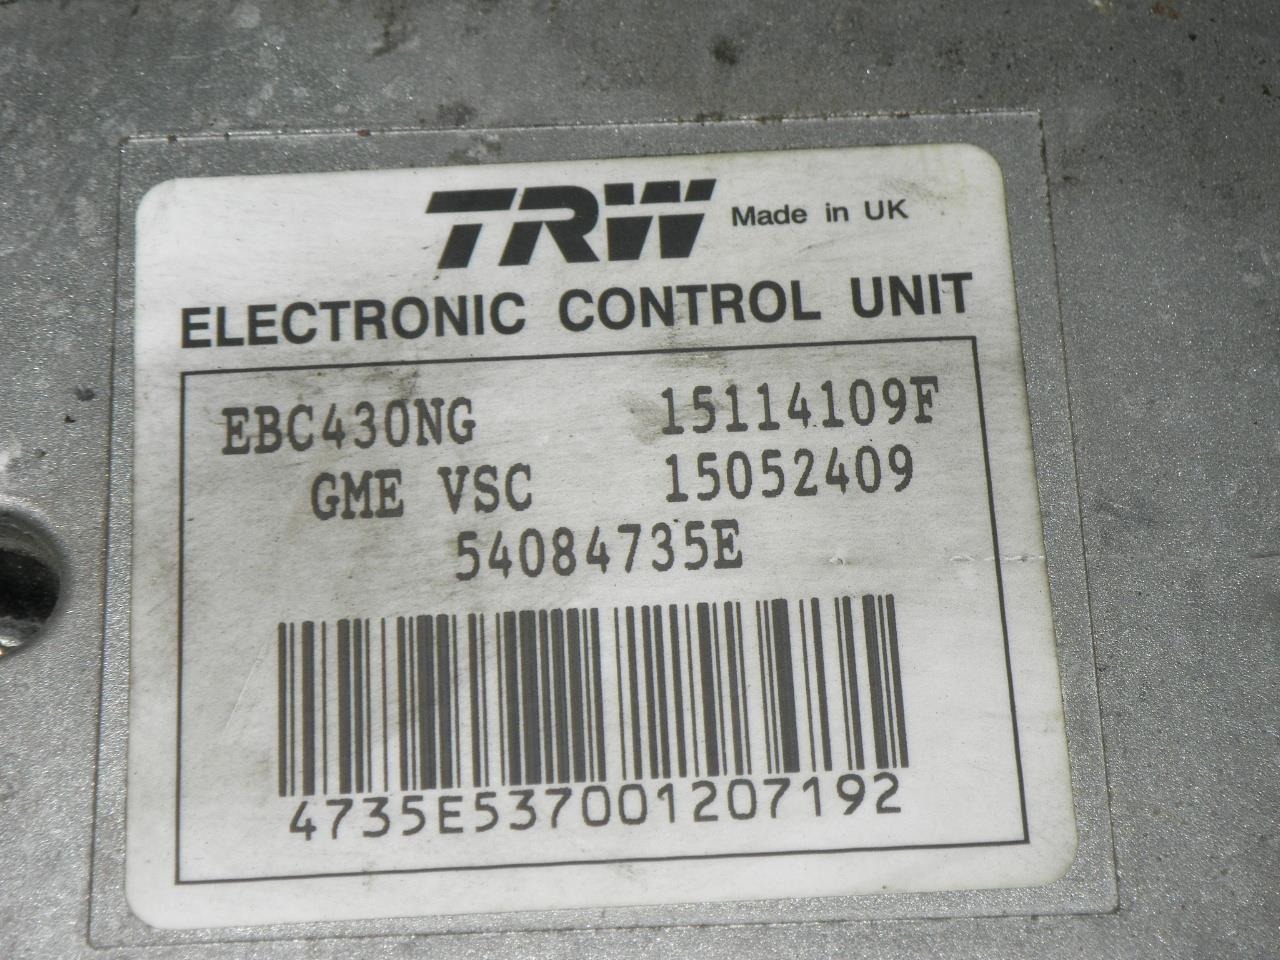 TRW Made in UK
ELECTRONIC CONTROL UNIT
EBC430NG 15114109F
GME VSC 15052409
54084735E
4735E537001207192